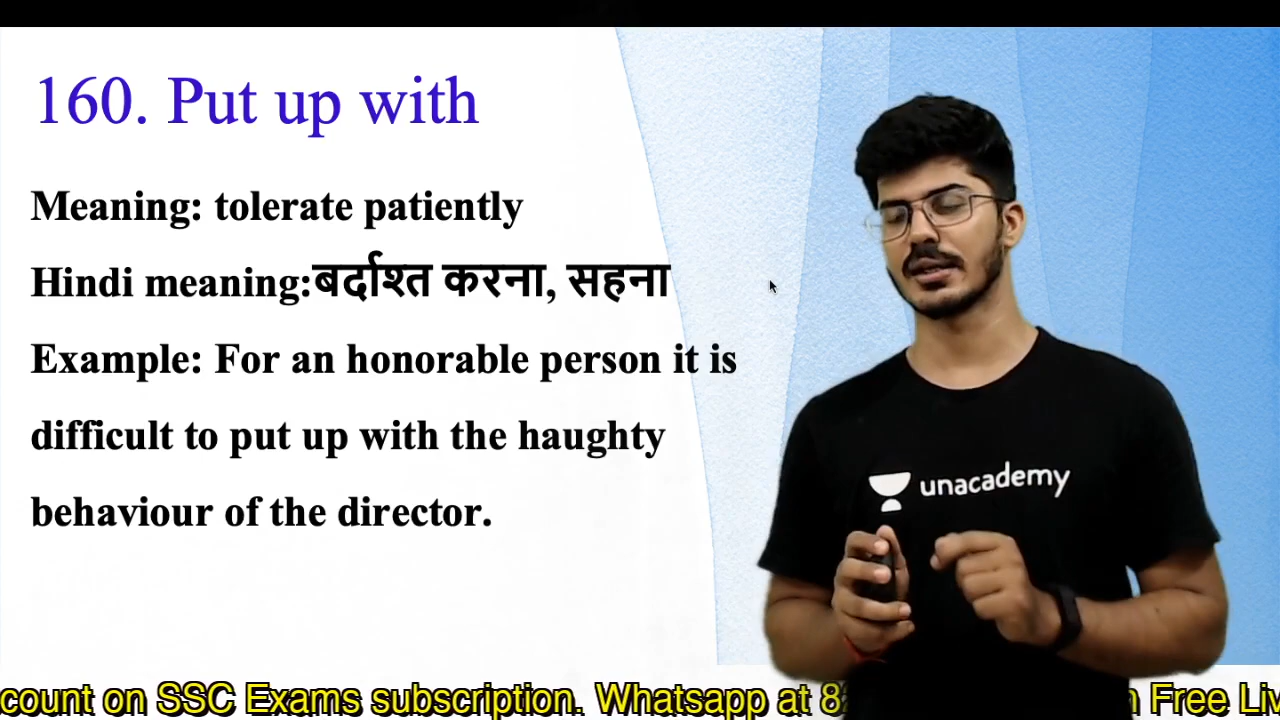 160. Put up with
Meaning: tolerate patiently
Hindi meaning:बर्दाश्त करना, सहना
Example: For an honorable person it is
difficult to put up with the haughty
behaviour of the director.
unacademy
count on SSC Exams subscription. Whatsapp at Free